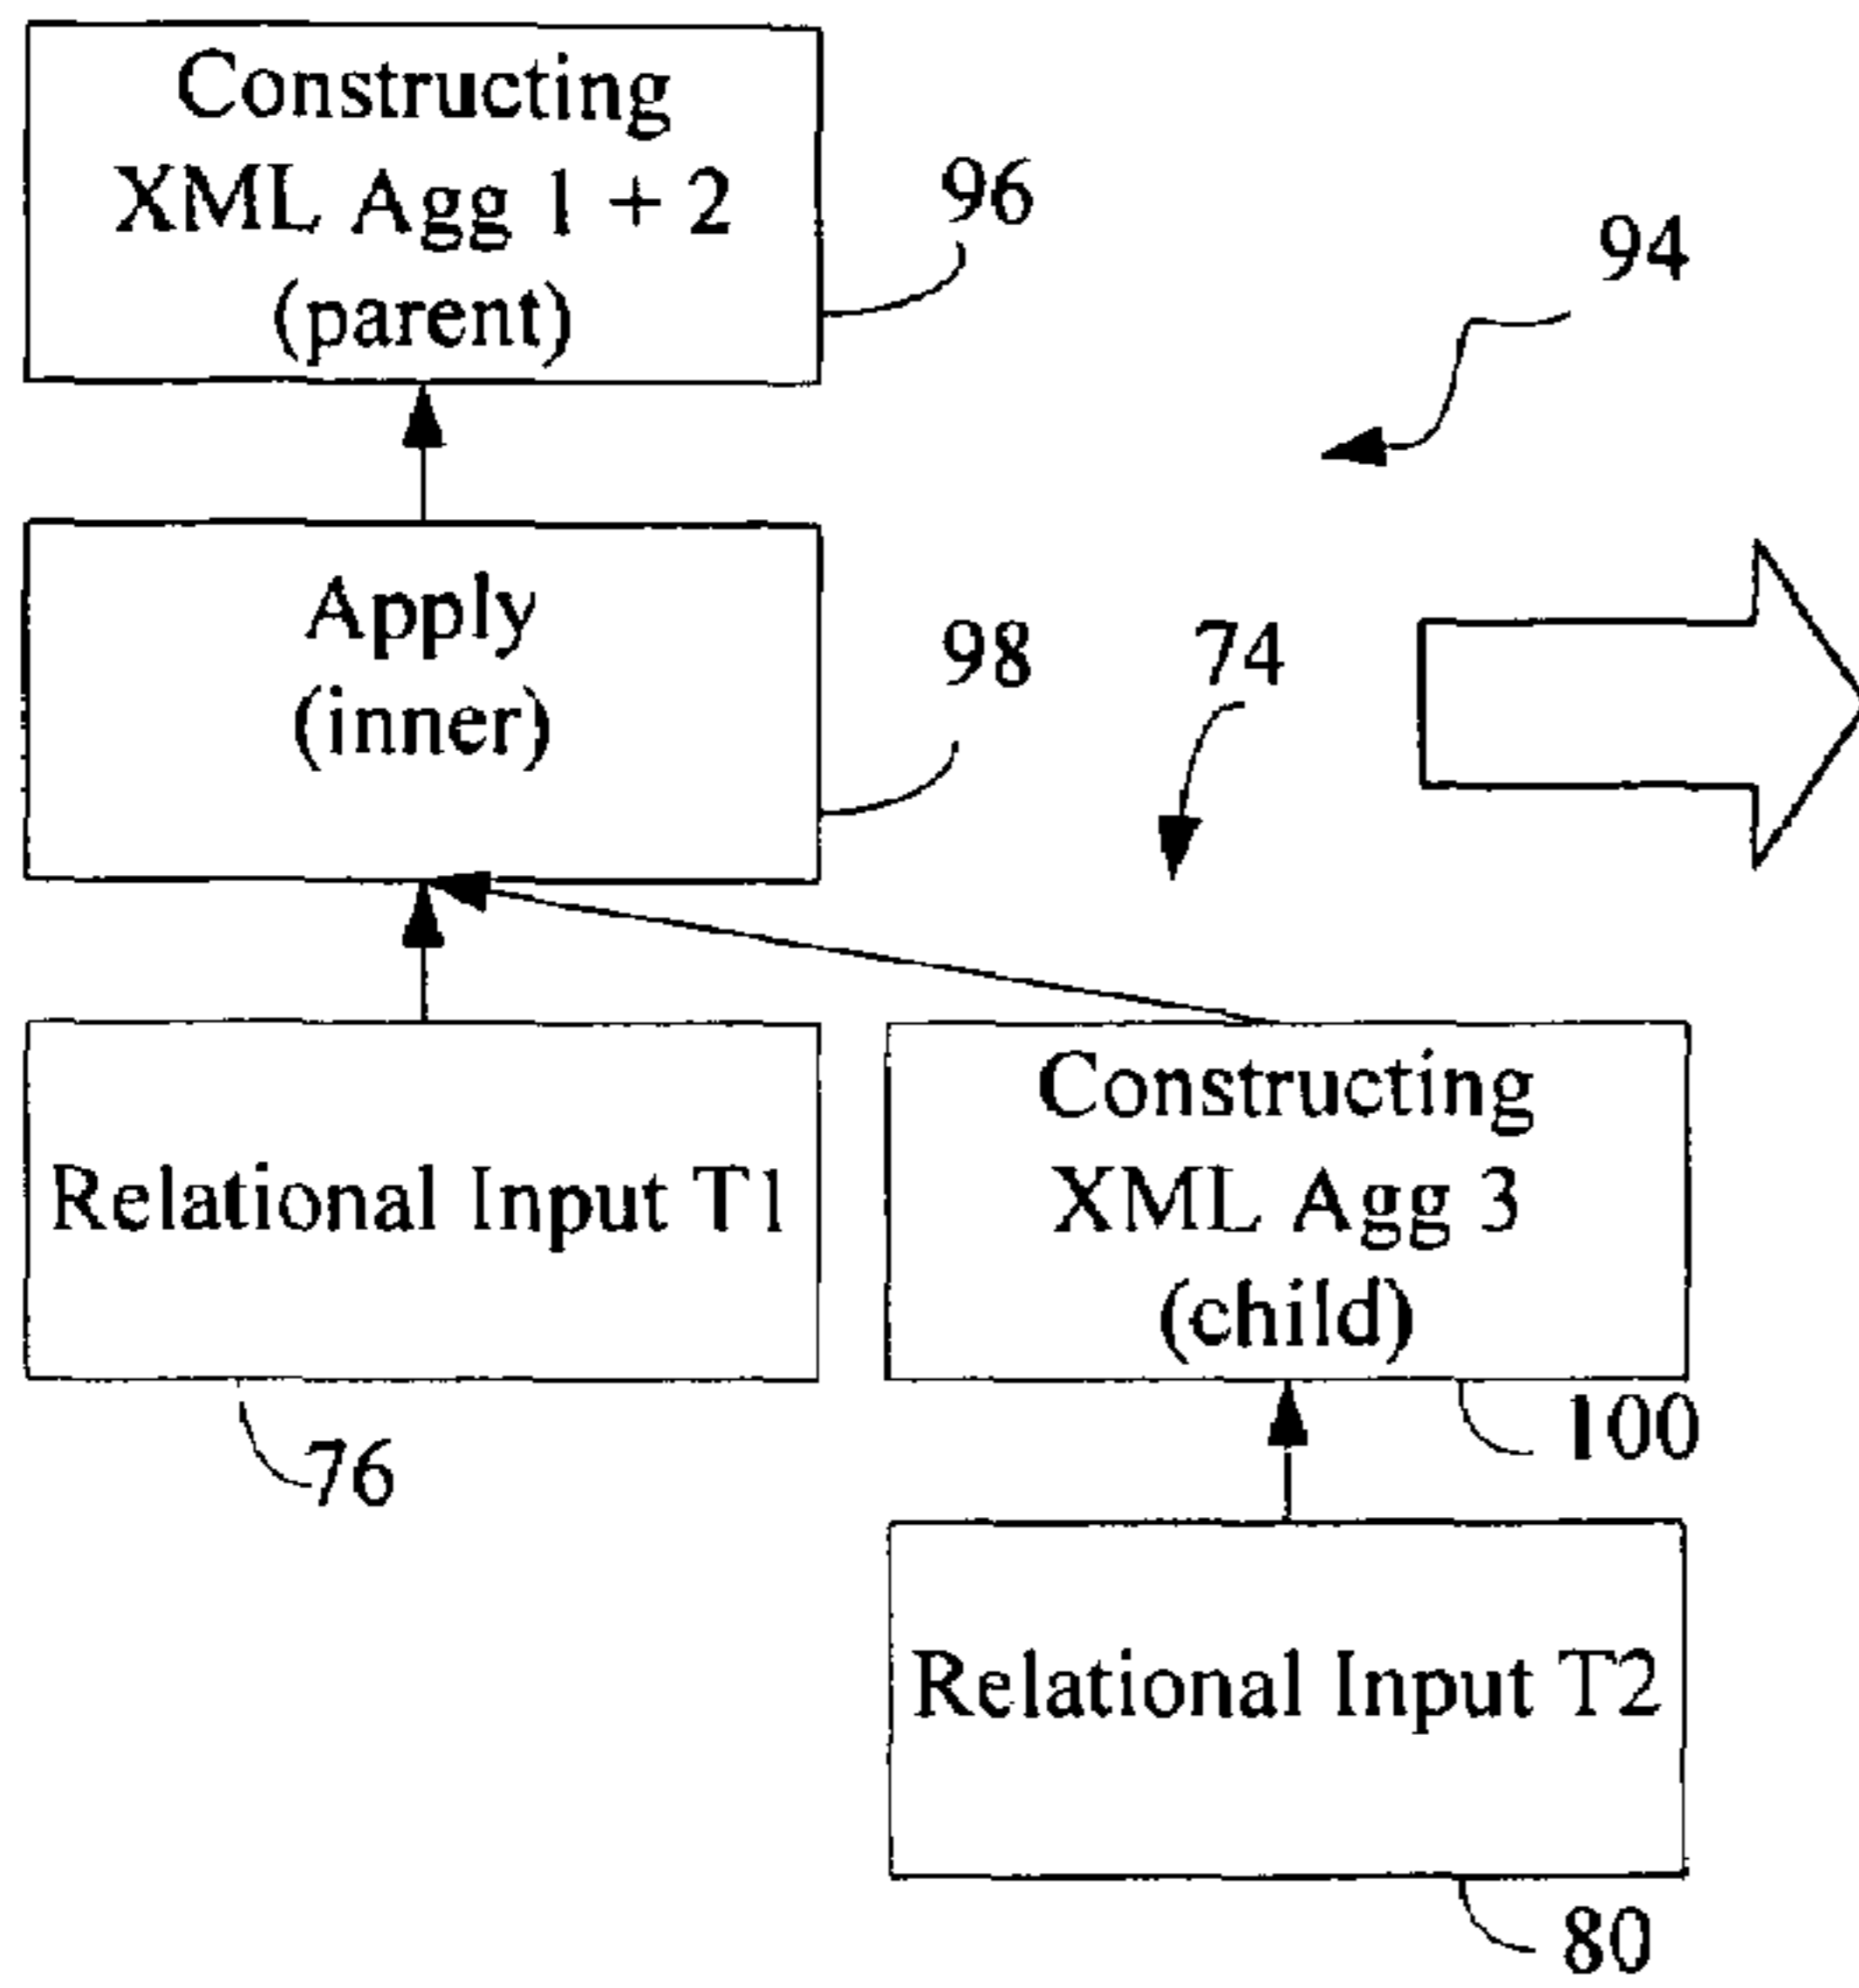 Constructing
XML Agg 1 + 2
(parent)
96
94
Apply
(inner)
98
74
Relational Input T1
76
Constructing
XML Agg 3
(child)
100
Relational Input T2
80